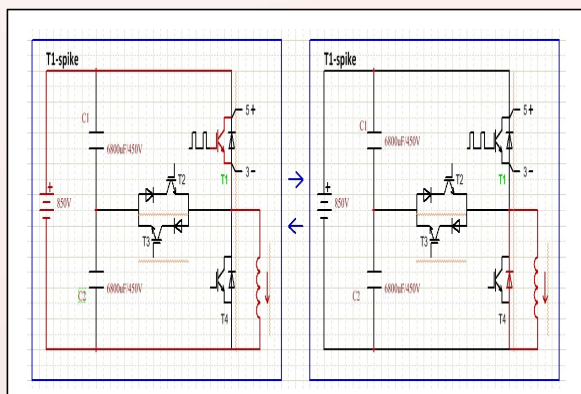 T1-spike
C1
6800uF/450V
5 +
3 -
T1
T2
850V
T3
C2
6800uF/450V
T4
T1-spike
C1
6800uF/450V
5 +
3 -
T1
T2
850V
T3
C2
6800uF/450V
T4